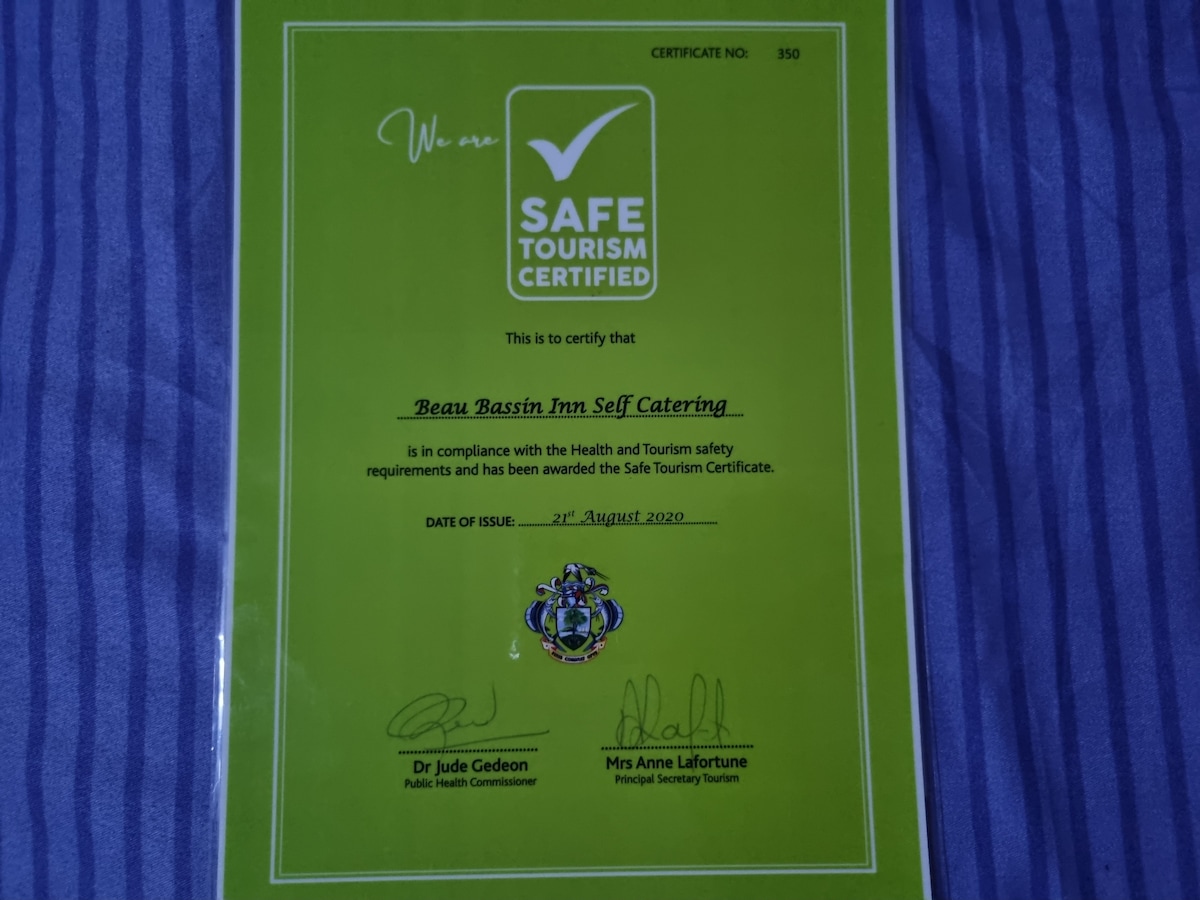 CERTIFICATE NO: 350
We are
SAFE
TOURISM
CERTIFIED
This is to certify that
Beau Bassin Inn Self Catering
is in compliance with the Health and Tourism safety
requirements and has been awarded the Safe Tourism Certificate.
DATE OF ISSUE: 21st August 2020
Dr Jude Gedeon
Public Health Commissioner
Mrs Anne Lafortune
Principal Secretary Tourism